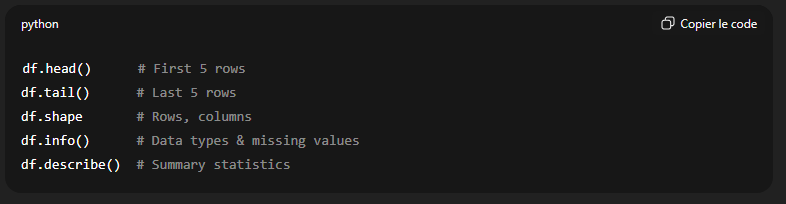 python
Copier le code
df.head()      # First 5 rows
df.tail()      # Last 5 rows
df.shape       # Rows, columns
df.info()      # Data types & missing values
df.describe()  # Summary statistics